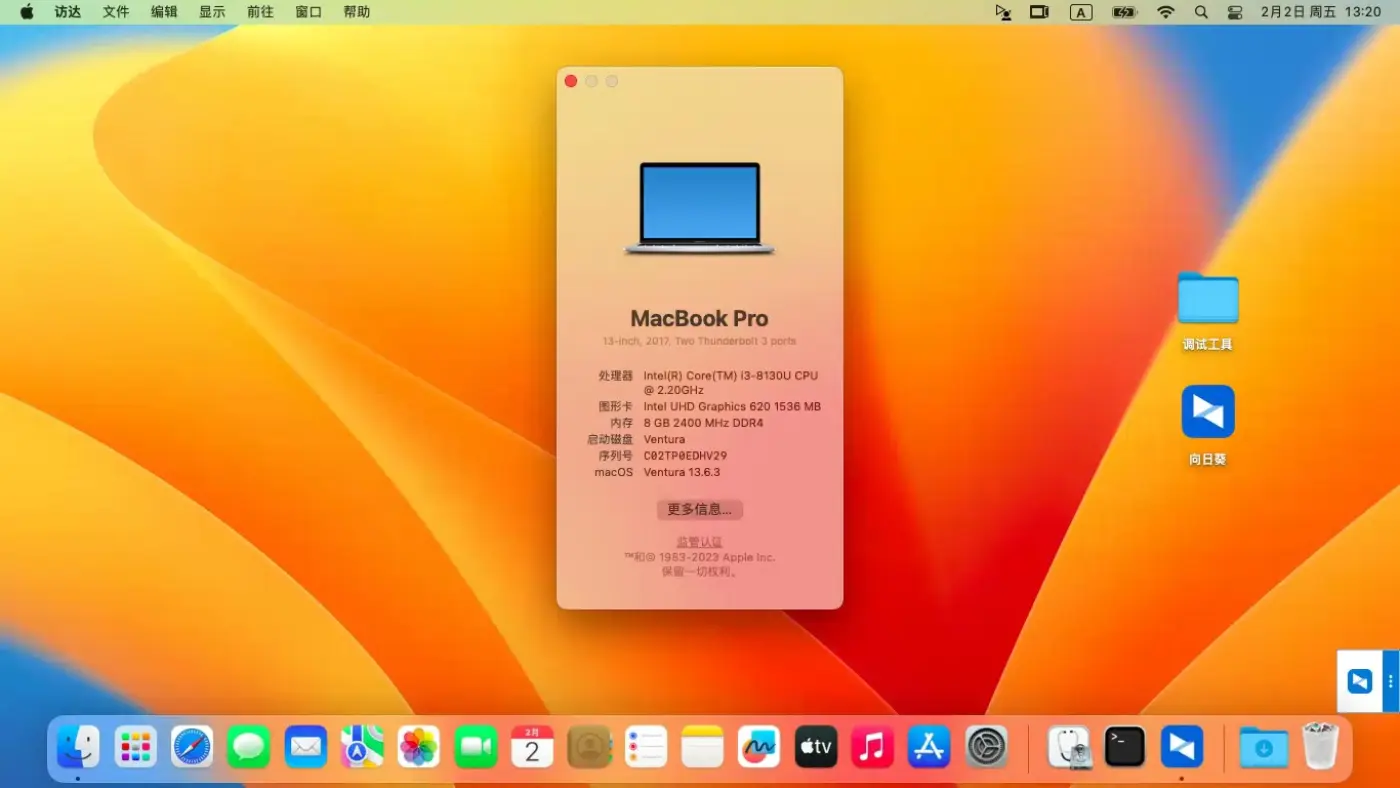 访达 文件 编辑 显示 前往 窗口 帮助 A 2月2日 周五 13:20
MacBook Pro
13-inch, 2017, Two Thunderbolt 3 ports
处理器 Intel(R) Core(TM) i3-8130U CPU
@ 2.20GHz
图形卡 Intel UHD Graphics 620 1536 MB
内存 8 GB 2400 MHz DDR4
启动磁盘 Ventura
序列号 C02TP0EDHV29
macOS Ventura 13.6.3
更多信息...
监管认证
™和© 1983-2023 Apple Inc.
保留一切权利。
调试工具
向日葵
2月
2
tv
>_